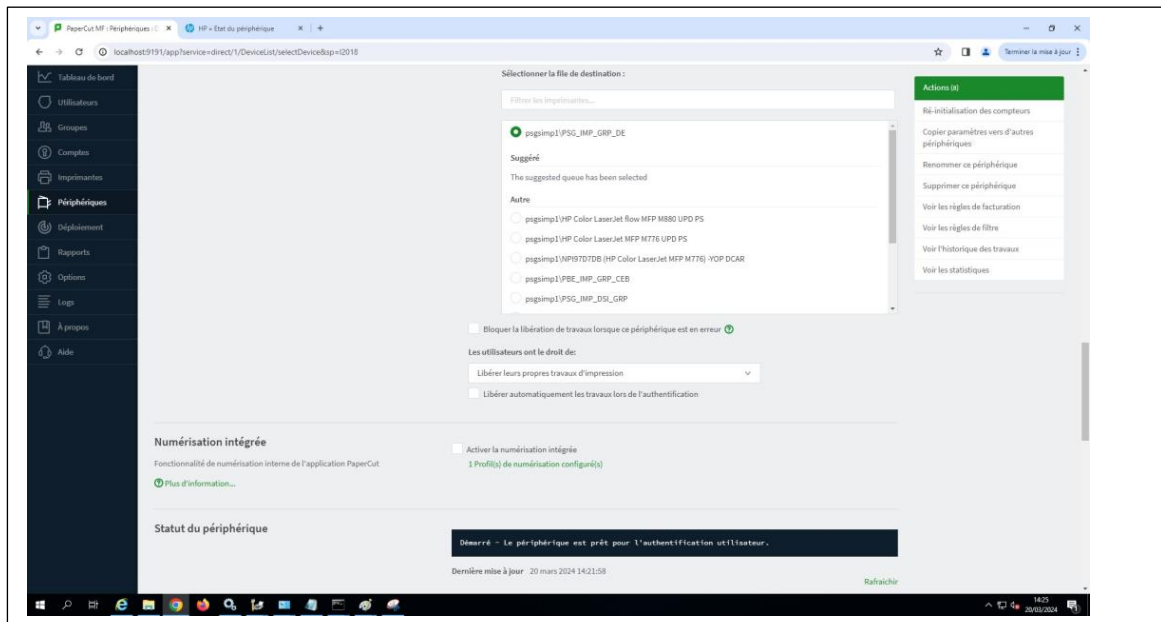 PaperCut MF : Périphériques : D
HP « Etat du périphérique
localhost:9191/app?service=direct/1/DeviceList/selectDevice&sp=l2018
Terminer la mise à jour
Tableau de bord
Utilisateurs
Groupes
Comptes
Imprimantes
Périphériques
Déploiement
Rapports
Options
Logs
À propos
Aide
Sélectionner la file de destination :
Filtrer les imprimantes...
psgsimp1\PSG_IMP_GRP_DE
Suggéré
The suggested queue has been selected
Autre
psgsimp1\HP Color LaserJet flow MFP M880 UPD PS
psgsimp1\HP Color LaserJet MFP M776 UPD PS
psgsimp1\NPI97D7DB (HP Color LaserJet MFP M776) -YOP DCAR
psgsimp1\PBE_IMP_GRP_CEB
psgsimp1\PSG_IMP_DSI_GRP
Bloquer la libération de travaux lorsque ce périphérique est en erreur
Les utilisateurs ont le droit de:
Libérer leurs propres travaux d'impression
Libérer automatiquement les travaux lors de l'authentification
Actions (8)
Ré-initialisation des compteurs
Copier paramètres vers d'autres
périphériques
Renommer ce périphérique
Supprimer ce périphérique
Voir les règles de facturation
Voir les règles de filtre
Voir l'historique des travaux
Voir les statistiques
Numérisation intégrée
Fonctionnalité de numérisation interne de l'application PaperCut
Plus d'information...
Activer la numérisation intégrée
1 Profil(s) de numérisation configuré(s)
Statut du périphérique
Démarré - Le périphérique est prêt pour l'authentification utilisateur.
Dernière mise à jour 20 mars 2024 14:21:58
Rafraichir
14:25
20/03/2024